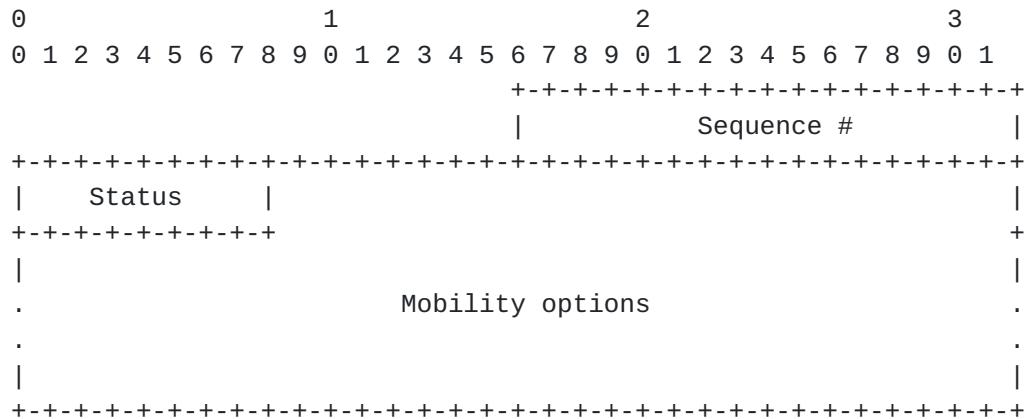 0                   1                   2                   3
0 1 2 3 4 5 6 7 8 9 0 1 2 3 4 5 6 7 8 9 0 1 2 3 4 5 6 7 8 9 0 1
                                +-+-+-+-+-+-+-+-+-+-+-+-+-+-+-+-+
                                |           Sequence #          |
+-+-+-+-+-+-+-+-+-+-+-+-+-+-+-+-+-+-+-+-+-+-+-+-+-+-+-+-+-+-+-+-+
|    Status     |                                               |
+-+-+-+-+-+-+-+-+                                               +
|                                                               |
.                        Mobility options                       .
.                                                               .
|                                                               |
+-+-+-+-+-+-+-+-+-+-+-+-+-+-+-+-+-+-+-+-+-+-+-+-+-+-+-+-+-+-+-+-+